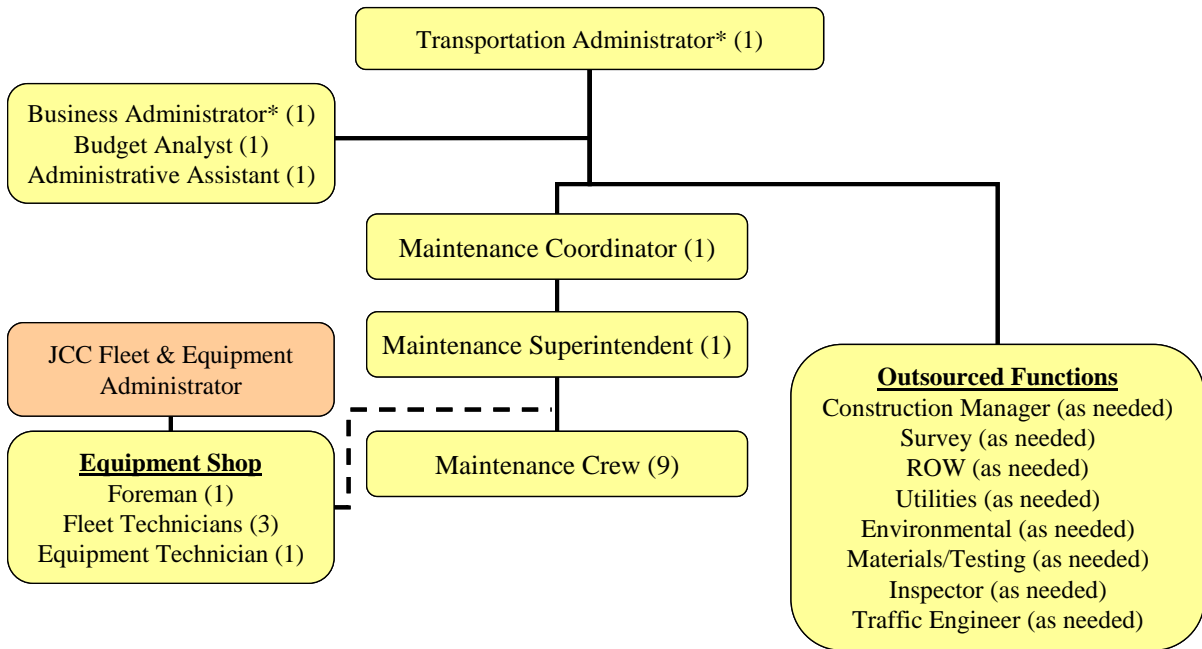 Transportation Administrator* (1)
Business Administrator* (1)
Budget Analyst (1)
Administrative Assistant (1)
Maintenance Coordinator (1)
Maintenance Superintendent (1)
JCC Fleet & Equipment
Administrator
Equipment Shop
Foreman (1)
Fleet Technicians (3)
Equipment Technician (1)
Maintenance Crew (9)
Outsourced Functions
Construction Manager (as needed)
Survey (as needed)
ROW (as needed)
Utilities (as needed)
Environmental (as needed)
Materials/Testing (as needed)
Inspector (as needed)
Traffic Engineer (as needed)